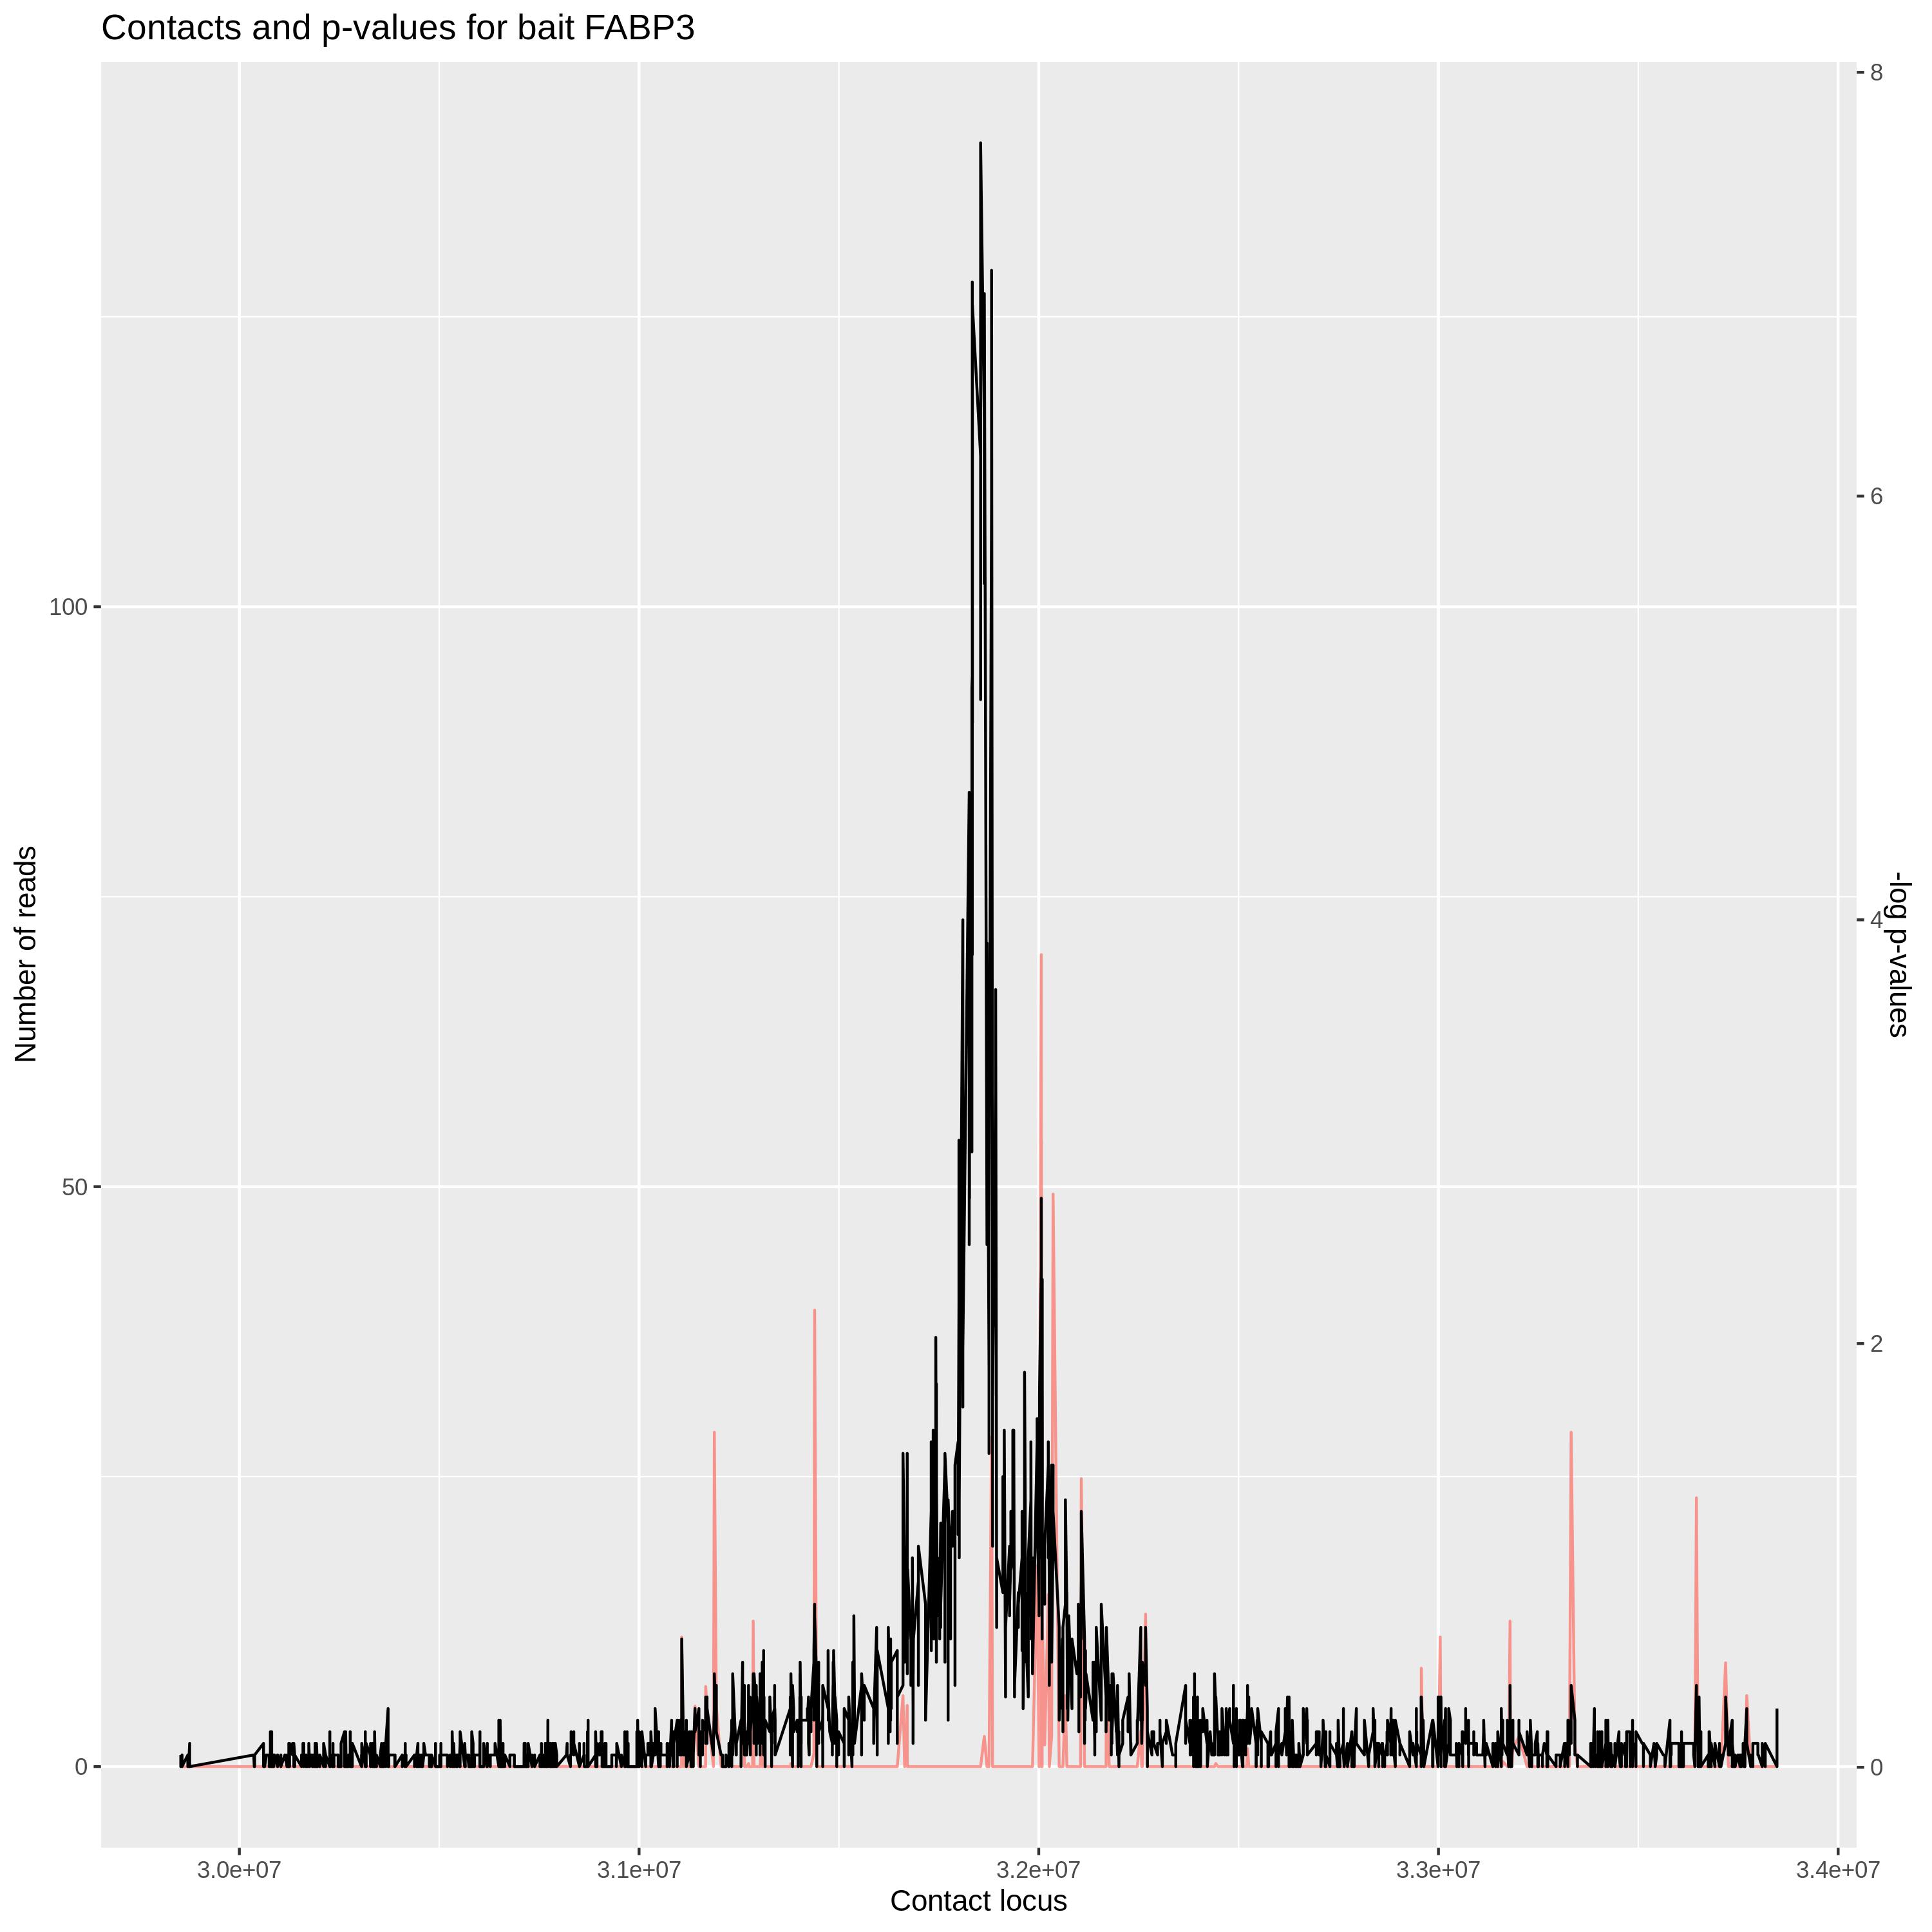 Contacts and p-values for bait FABP3
Number of reads
100
50
0
8
6
4
2
0
-log p-values
3.0e+07
3.1e+07
3.2e+07
3.3e+07
3.4e+07
Contact locus